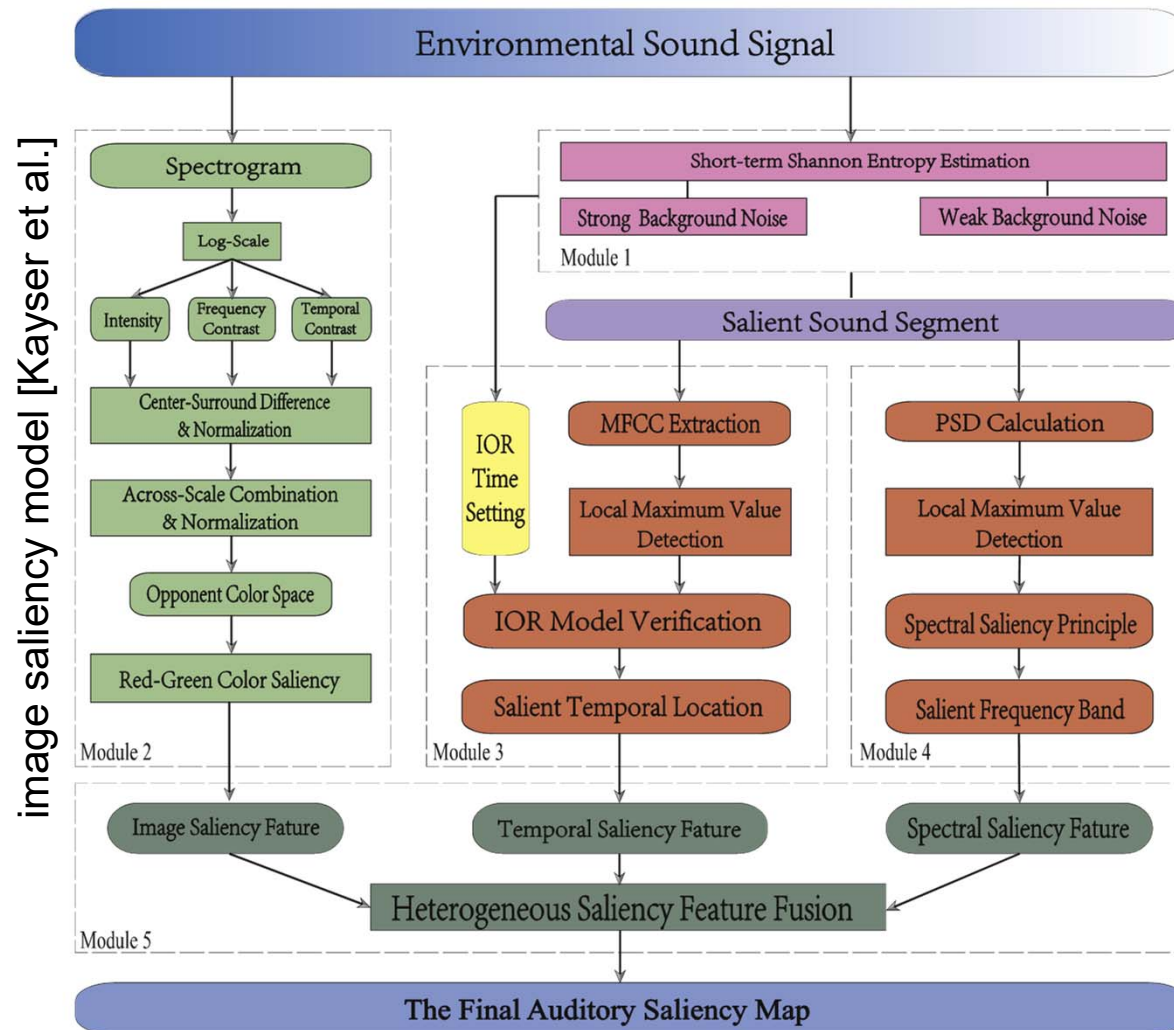 Environmental Sound Signal
image saliency model [Kayser et al.]
Spectrogram
Log-Scale
Intensity
Frequency
Contrast
Temporal
Contrast
Center-Surround Difference
& Normalization
Across-Scale Combination
& Normalization
Opponent Color Space
Red-Green Color Saliency
Module 2
Short-term Shannon Entropy Estimation
Strong Background Noise
Weak Background Noise
Module 1
Salient Sound Segment
IOR
Time
Setting
MFCC Extraction
Local Maximum Value
Detection
IOR Model Verification
Salient Temporal Location
Module 3
PSD Calculation
Local Maximum Value
Detection
Spectral Saliency Principle
Salient Frequency Band
Module 4
Image Saliency Fature
Temporal Saliency Fature
Spectral Saliency Fature
Heterogeneous Saliency Feature Fusion
Module 5
The Final Auditory Saliency Map